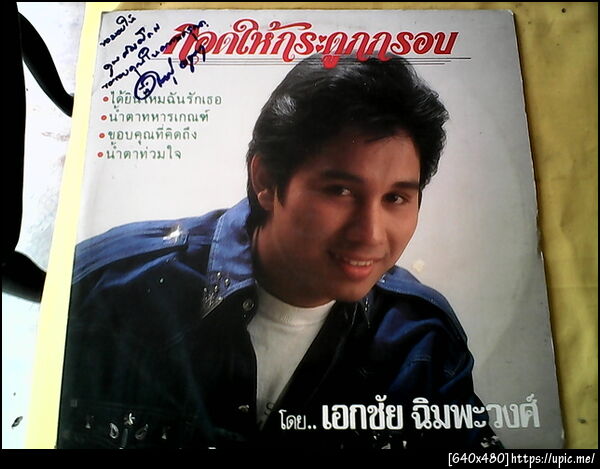 กอดให้กระดูกกรอบ
• ได้ยินไหมฉันรักเธอ
• น้ำตาทหารเกณฑ์
• ขอบคุณที่คิดถึง
• น้ำตาท่วมใจ
โดย.. เอกชัย ฉิมพะวงศ์
[640x480]https://upic.me/